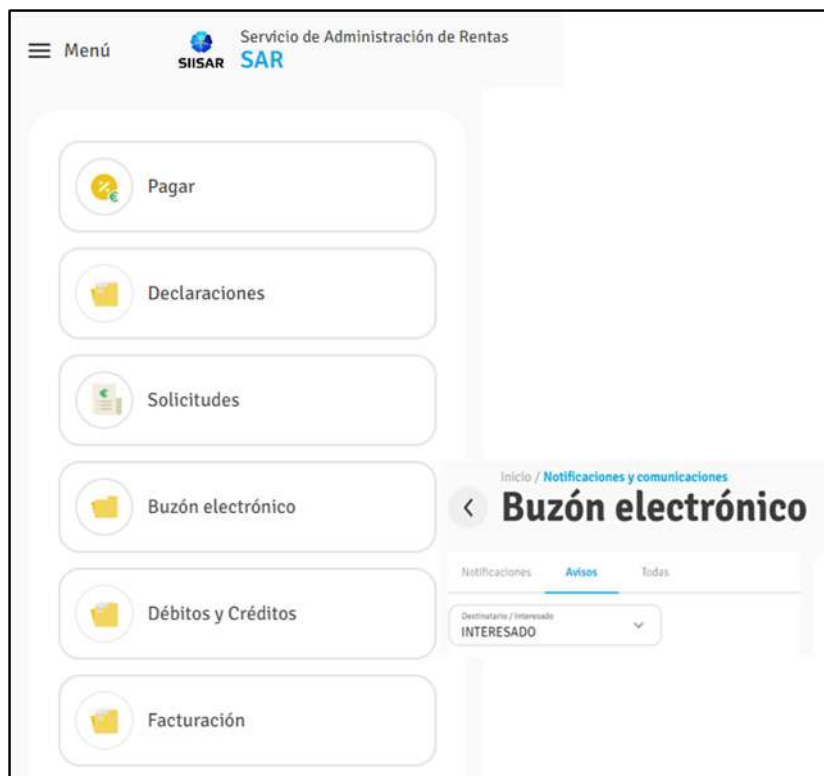 Menú
SIISAR
Servicio de Administración de Rentas
SAR
Pagar
Declaraciones
Solicitudes
Buzón electrónico
Débitos y Créditos
Facturación
Inicio / Notificaciones y comunicaciones
Buzón electrónico
Notificaciones Avisos Todas
Destinatario / Interesado
INTERESADO